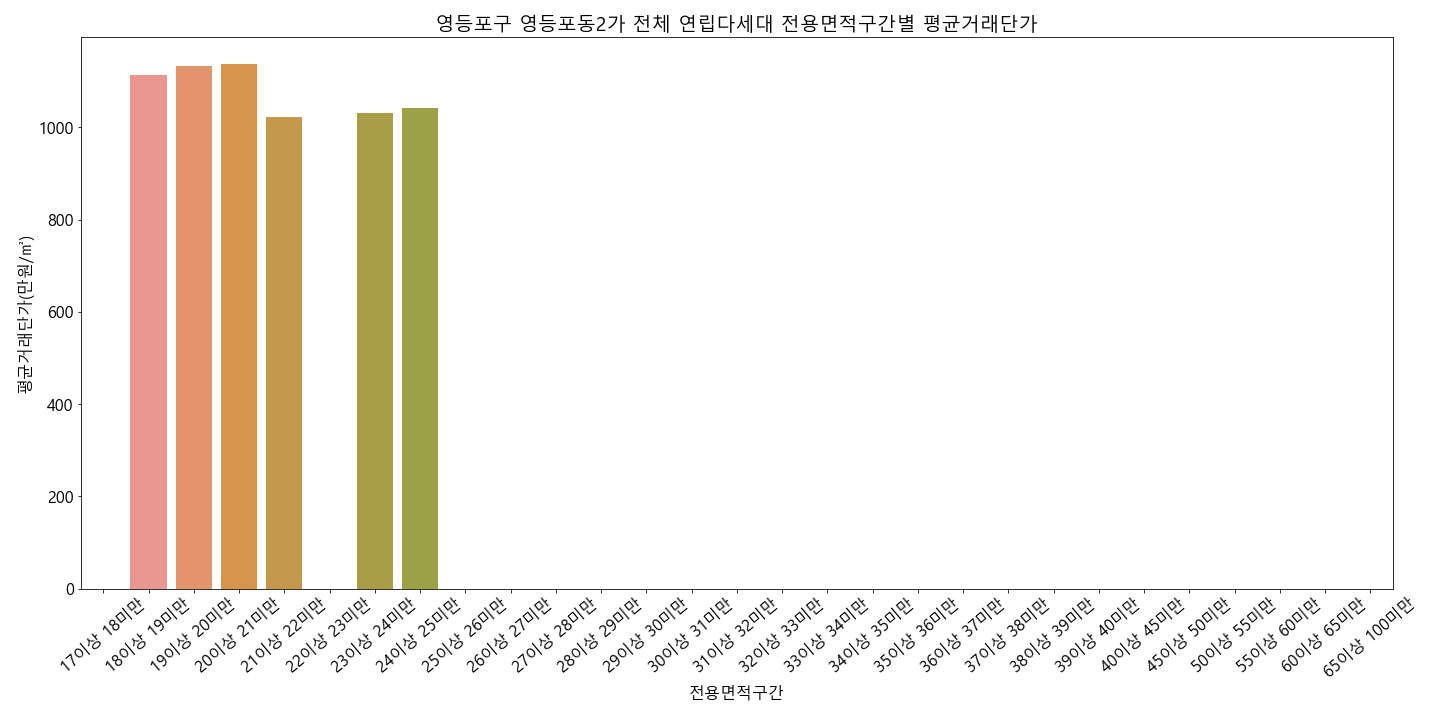 영등포구 영등포동2가 전체 연립다세대 전용면적구간별 평균거래단가
평균거래단가(만원/㎡)
1000
800
600
400
200
0
17이상 18미만
18이상 19미만
19이상 20미만
20이상 21미만
21이상 22미만
22이상 23미만
23이상 24미만
24이상 25미만
25이상 26미만
26이상 27미만
27이상 28미만
28이상 29미만
29이상 30미만
30이상 31미만
31이상 32미만
32이상 33미만
33이상 34미만
34이상 35미만
35이상 36미만
36이상 37미만
37이상 38미만
38이상 39미만
39이상 40미만
40이상 45미만
45이상 50미만
50이상 55미만
55이상 60미만
60이상 65미만
65이상 100미만
전용면적구간